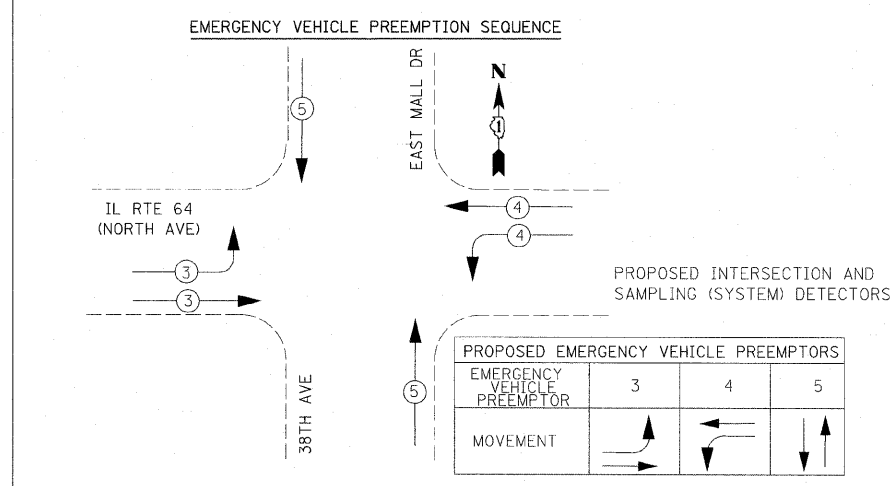 EMERGENCY VEHICLE PREEMPTION SEQUENCE
5
EAST MALL DR
N
1
IL RTE 64
(NORTH AVE)
4
4
3
3
PROPOSED INTERSECTION AND
SAMPLING (SYSTEM) DETECTORS
38TH AVE
5
PROPOSED EMERGENCY VEHICLE PREEMPTORS
EMERGENCY
VEHICLE
PREEMPTOR
3
4
5
MOVEMENT